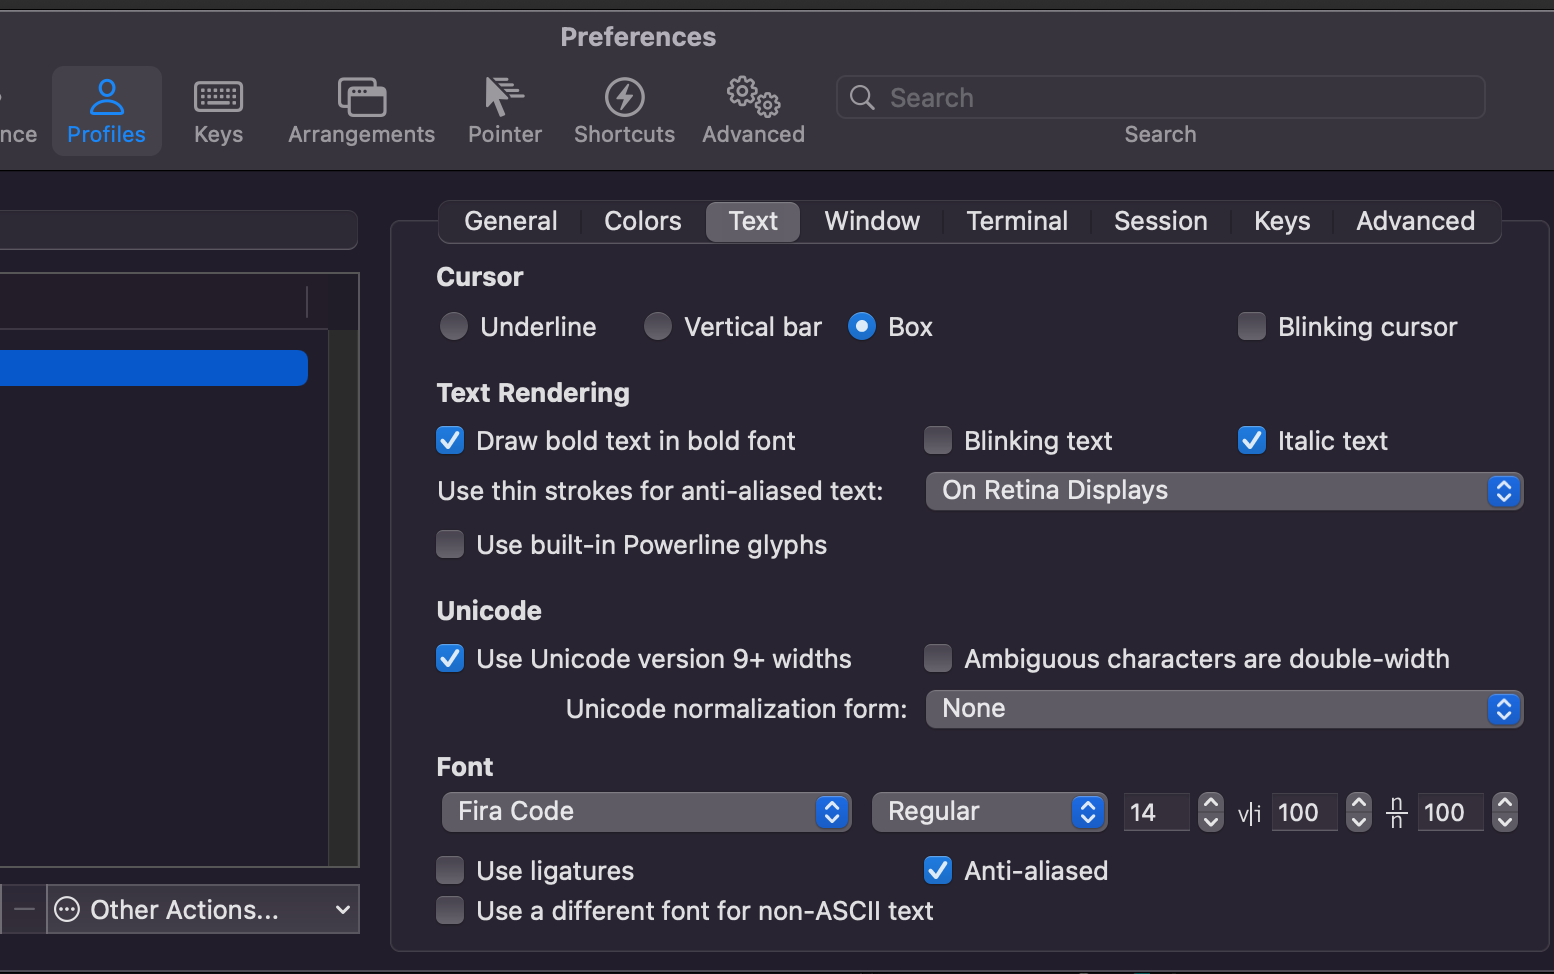 Preferences
nce Profiles Keys Arrangements Pointer Shortcuts Advanced Search
Search
General Colors Text Window Terminal Session Keys Advanced
Cursor
Underline Vertical bar Box Blinking cursor
Text Rendering
Draw bold text in bold font Blinking text Italic text
Use thin strokes for anti-aliased text: On Retina Displays
Use built-in Powerline glyphs
Unicode
Use Unicode version 9+ widths Ambiguous characters are double-width
Unicode normalization form: None
Font
Fira Code Regular 14 v|i 100 n/n 100
Use ligatures Anti-aliased
Other Actions... Use a different font for non-ASCII text